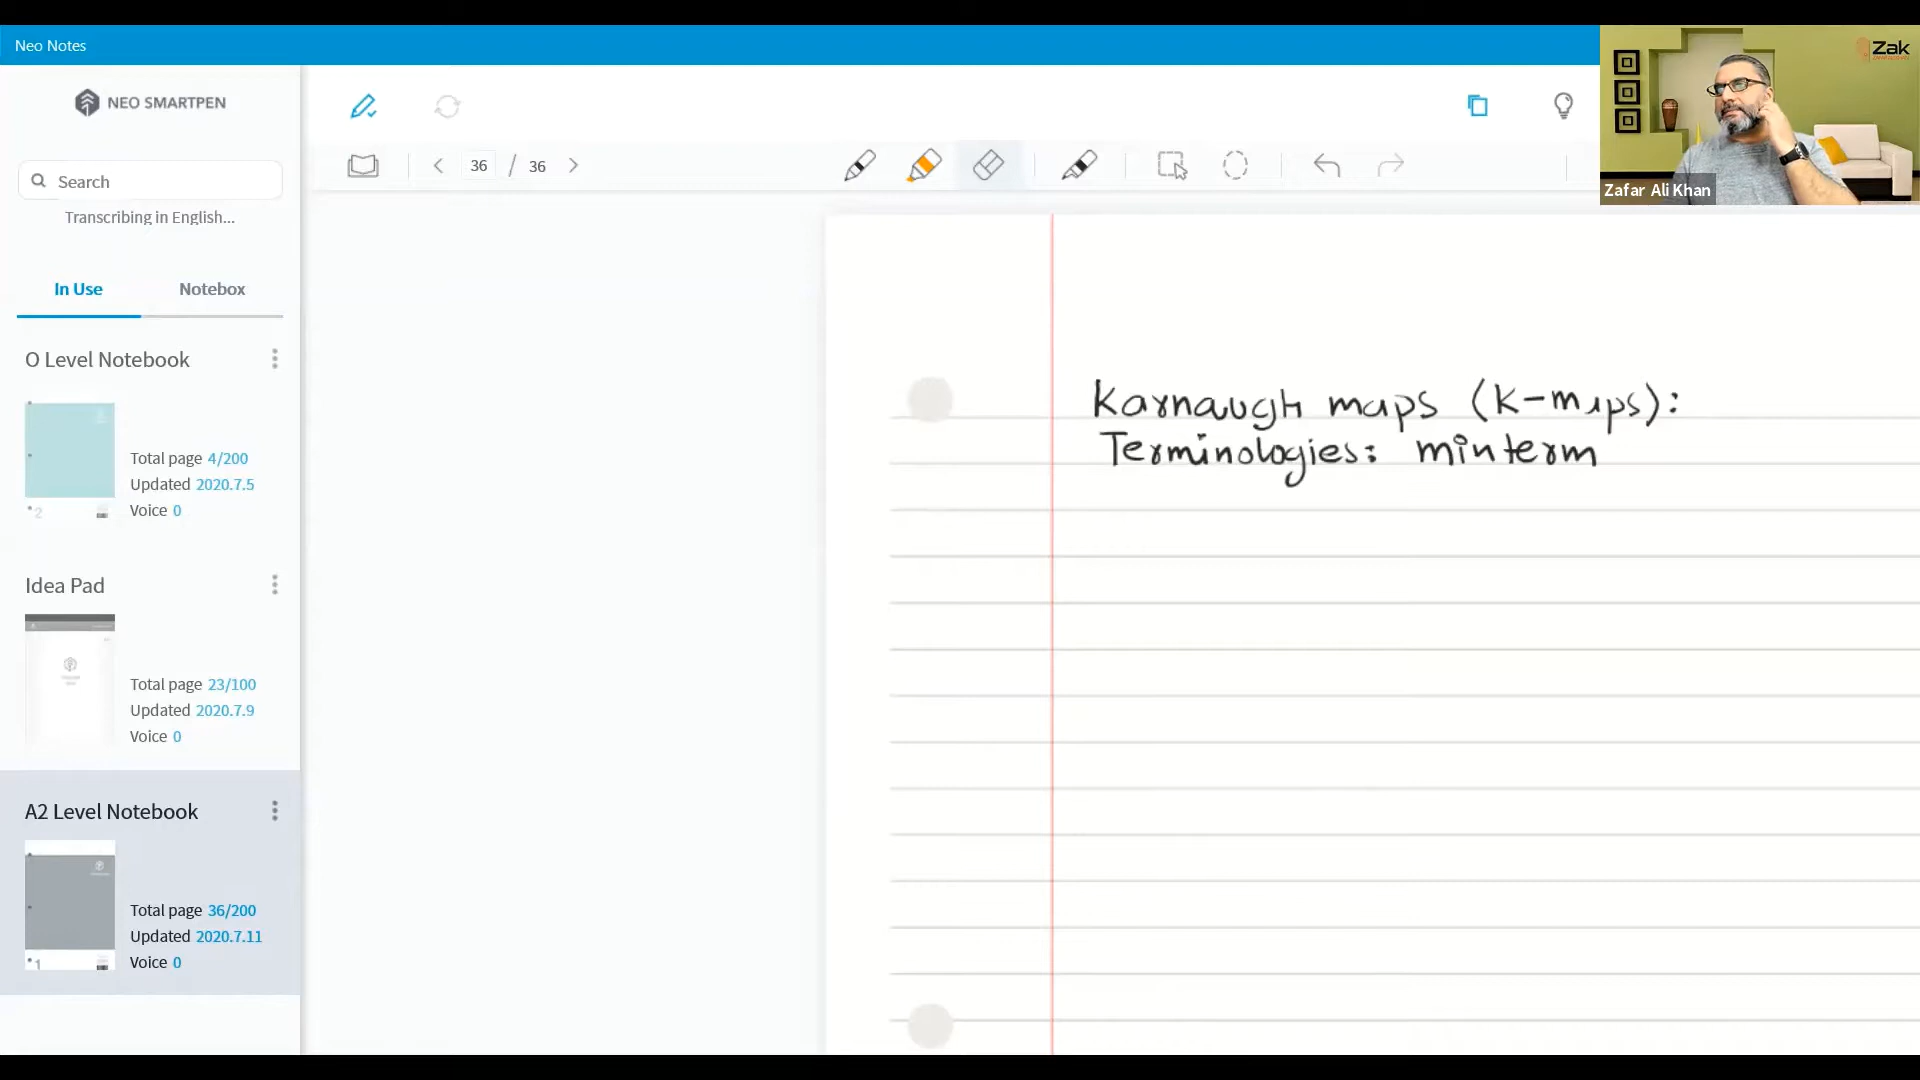 Neo Notes
Zak
NEO SMARTPEN
36 / 36
Search
Transcribing in English...
Zafar Ali Khan
In Use
Notebox
O Level Notebook
Total page 4/200
Updated 2020.7.5
Voice 0
2
Idea Pad
Total page 23/100
Updated 2020.7.9
Voice 0
A2 Level Notebook
Total page 36/200
Updated 2020.7.11
Voice 0
1
Karnaugh maps (K-maps):
Terminologies: minterm